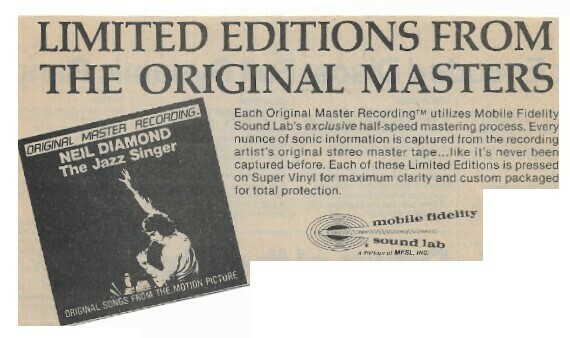 LIMITED EDITIONS FROM
THE ORIGINAL MASTERS
ORIGINAL MASTER RECORDING™
NEIL DIAMOND
The Jazz Singer
ORIGINAL SONGS FROM THE MOTION PICTURE
Each Original Master Recording™ utilizes Mobile Fidelity
Sound Lab's exclusive half-speed mastering process. Every
nuance of sonic information is captured from the recording
artist's original stereo master tape...like it's never been
captured before. Each of these Limited Editions is pressed
on Super Vinyl for maximum clarity and custom packaged
for total protection.
mobile fidelity
sound lab
a division of MFSL, INC.